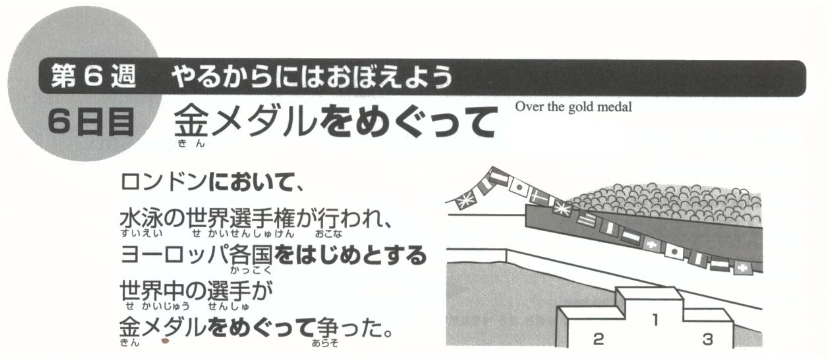 第6週 やるからにはおぼえよう
6日目 金メダルをめぐって Over the gold medal
きん
ロンドンにおいて、
水泳の世界選手権が行われ、
すいえい せかいせんしゅけん おこな
ヨーロッパ各国をはじめとする
かっこく
世界中の選手が
せかいじゅう せんしゅ
金メダルをめぐって争った。
きん あらそ
1
2
3